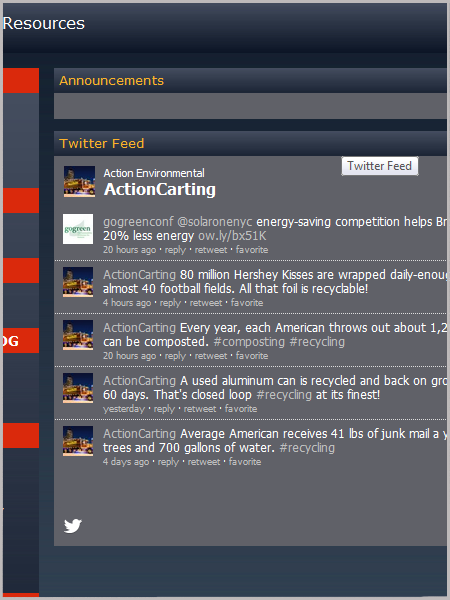 Resources
Announcements
Twitter Feed
Twitter Feed
Action Environmental
ActionCarting
gogreenconf @solaronenyc energy-saving competition helps Br
20% less energy ow.ly/bx51K
20 hours ago · reply · retweet · favorite
gogreen
ActionCarting 80 million Hershey Kisses are wrapped daily-enoug
almost 40 football fields. All that foil is recyclable!
4 hours ago · reply · retweet · favorite
ActionCarting Every year, each American throws out about 1,2
can be composted. #composting #recycling
20 hours ago · reply · retweet · favorite
OG
ActionCarting A used aluminum can is recycled and back on gro
60 days. That's closed loop #recycling at its finest!
yesterday · reply · retweet · favorite
ActionCarting Average American receives 41 lbs of junk mail a y
trees and 700 gallons of water. #recycling
4 days ago · reply · retweet · favorite